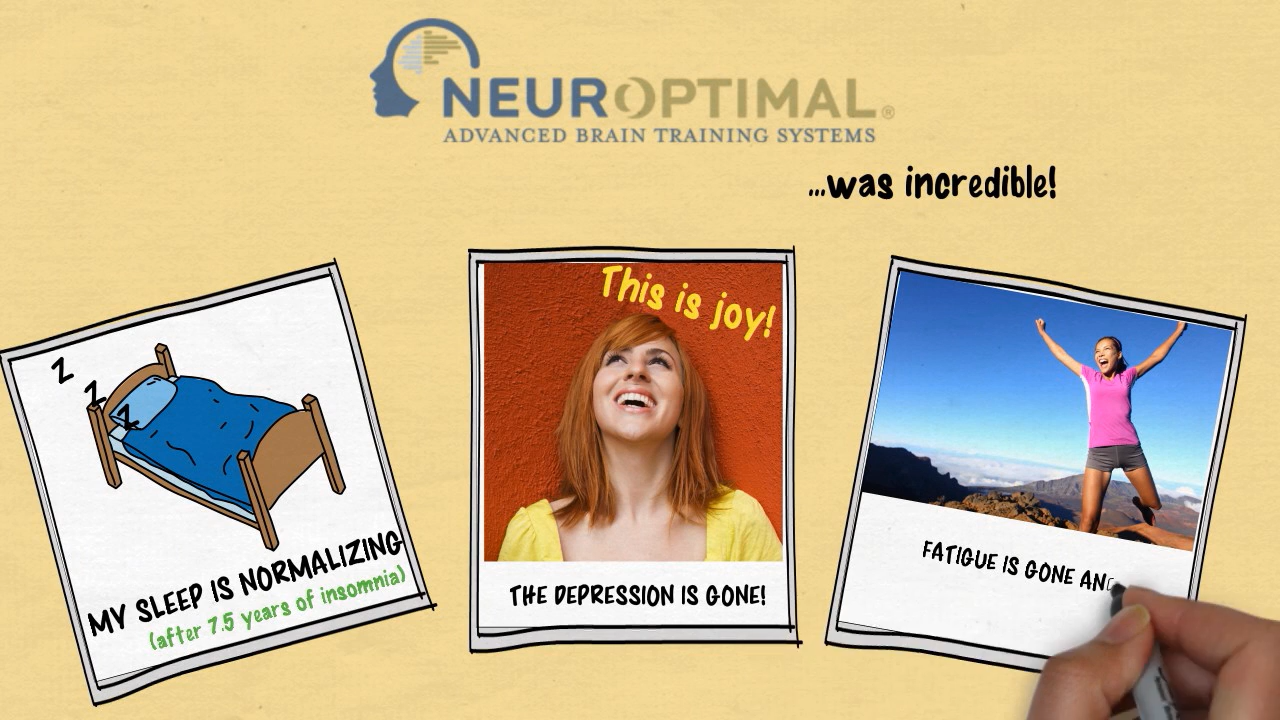 NEUROPTIMAL®
ADVANCED BRAIN TRAINING SYSTEMS
...was incredible!
Z
Z
Z
MY SLEEP IS NORMALIZING
(after 7.5 years of insomnia)
This is joy!
THE DEPRESSION IS GONE!
FATIGUE IS GONE AN